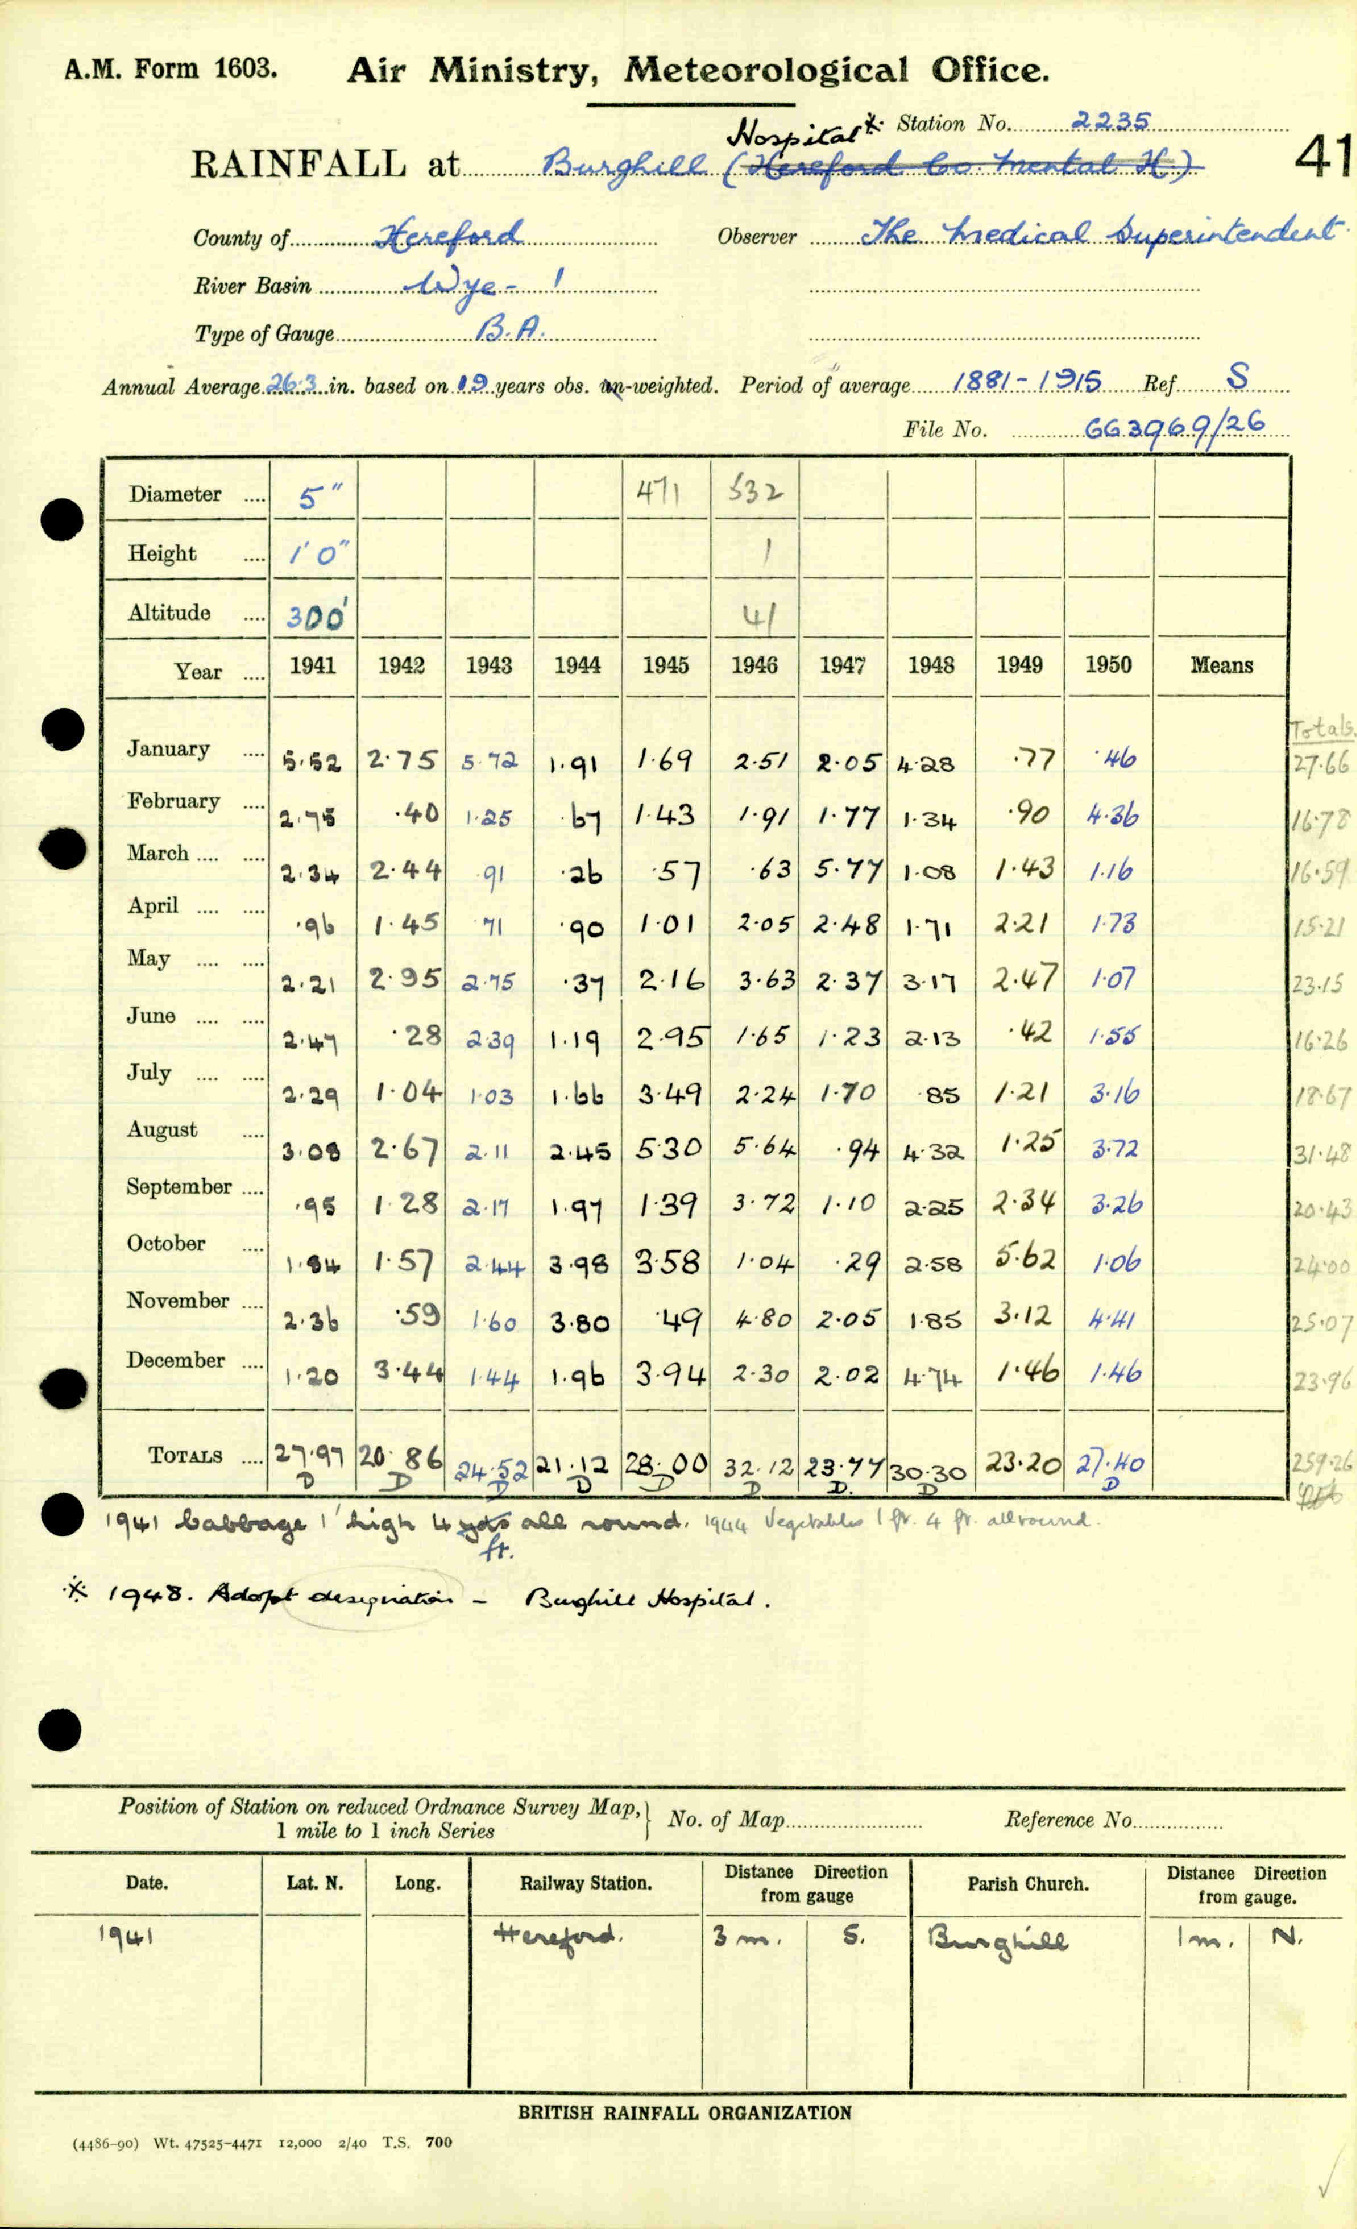 A.M. Form 1603. Air Ministry, Meteorological Office.
Station No. 2235
Hospital *
RAINFALL at Burghill (Hereford Co. Mental H.) 41
County of Hereford Observer The Medical Superintendent.
River Basin Wye - 1
Type of Gauge B.A.
Annual Average 26.3 in. based on 19 years obs. un-weighted. Period of average 1881-1915 Ref. S
File No. 663969/26
Diameter .... 5" 471 532
Height .... 1'0" 1
Altitude .... 300' 41
Year .... 1941 1942 1943 1944 1945 1946 1947 1948 1949 1950 Means
Totals.
January .... 5.52 2.75 5.72 1.91 1.69 2.51 2.05 4.28 .77 .46 27.66
February .... 2.75 .40 1.25 .67 1.43 1.91 1.77 1.34 .90 4.36 16.78
March .... .... 2.34 2.44 .91 .26 .57 .63 5.77 1.08 1.43 1.16 16.59
April .... .... .96 1.45 .71 .90 1.01 2.05 2.48 1.71 2.21 1.73 15.21
May .... .... 2.21 2.95 2.75 .37 2.16 3.63 2.37 3.17 2.47 1.07 23.15
June .... .... 2.47 .28 2.39 1.19 2.95 1.65 1.23 2.13 .42 1.55 16.26
July .... .... 2.29 1.04 1.03 1.66 3.49 2.24 1.70 .85 1.21 3.16 18.67
August .... 3.08 2.67 2.11 2.45 5.30 5.64 .94 4.32 1.25 3.72 31.48
September .... .95 1.28 2.17 1.97 1.39 3.72 1.10 2.25 2.34 3.26 20.43
October .... 1.84 1.57 2.44 3.98 3.58 1.04 .29 2.58 5.62 1.06 24.00
November .... 2.36 .59 1.60 3.80 .49 4.80 2.05 1.85 3.12 4.41 25.07
December .... 1.20 3.44 1.44 1.96 3.94 2.30 2.02 4.74 1.46 1.46 23.96
TOTALS .... 27.97 20.86 24.52 21.12 28.00 32.12 23.77 30.30 23.20 27.40 259.26
D D D D D D D. D D
1941 Cabbage 1' high 4 yds all round. 1944 Vegetables 1 ft. 4 ft. all round.
ft.
* 1948. Adopt designation - Burghill Hospital.
Position of Station on reduced Ordnance Survey Map,} No. of Map Reference No.
1 mile to 1 inch Series
Date. Lat. N. Long. Railway Station. Distance Direction from gauge Parish Church. Distance Direction from gauge.
1941 Hereford. 3 m. S. Burghill 1 m. N.
BRITISH RAINFALL ORGANIZATION
(4486-90) Wt. 47525-4471 12,000 2/40 T.S. 700